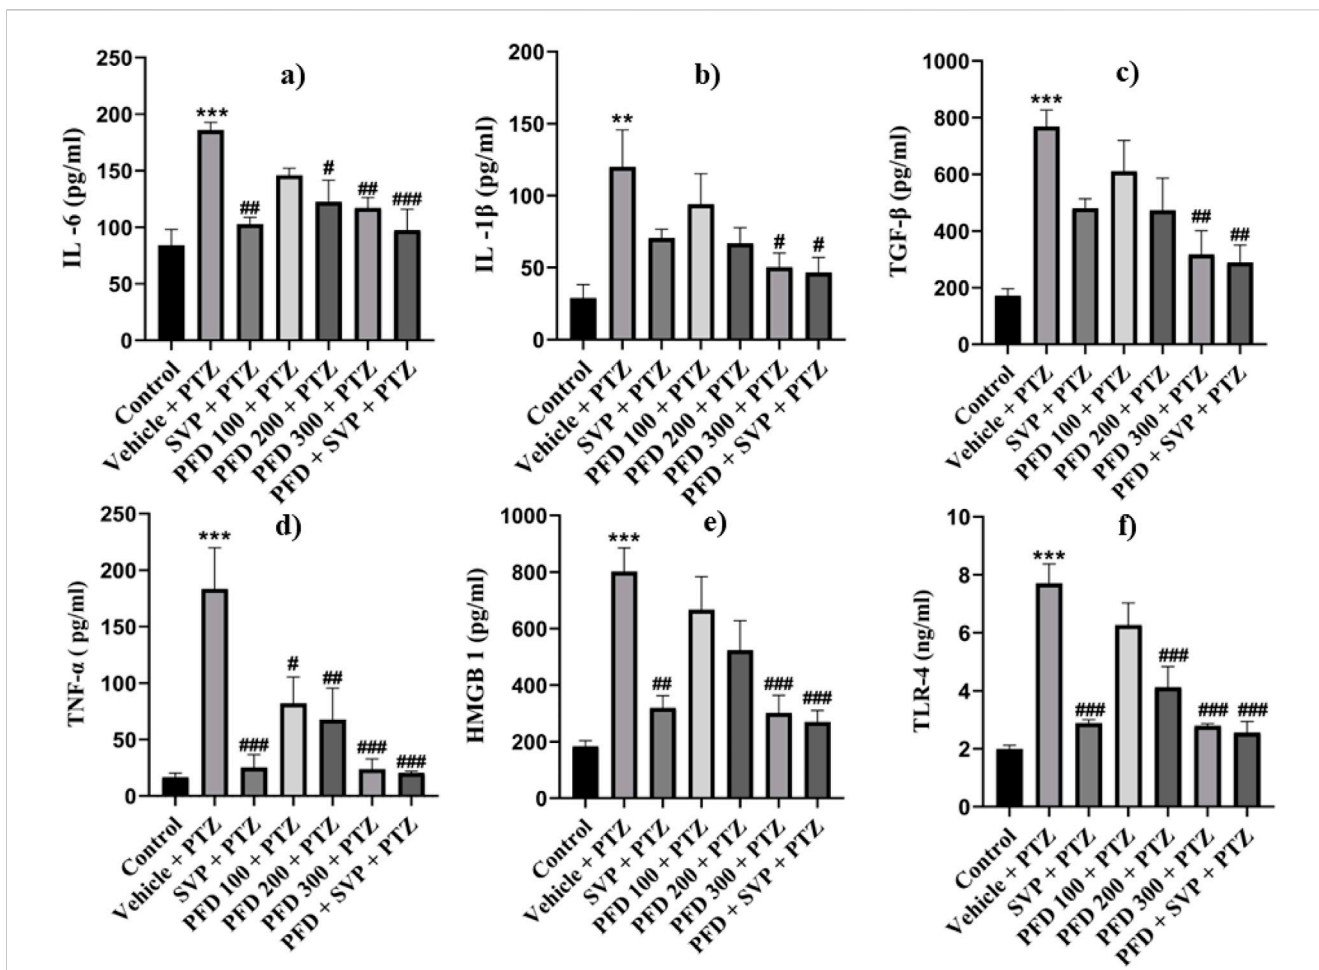 a)
IL -6 (pg/ml)
250
200
150
100
50
0
***
##
#
##
###
Control
Vehicle + PTZ
SVP + PTZ
PFD 100 + PTZ
PFD 200 + PTZ
PFD 300 + PTZ
PFD + SVP + PTZ
b)
IL -1β (pg/ml)
200
150
100
50
0
**
#
#
Control
Vehicle + PTZ
SVP + PTZ
PFD 100 + PTZ
PFD 200 + PTZ
PFD 300 + PTZ
PFD + SVP + PTZ
c)
TGF-β (pg/ml)
1000
800
600
400
200
0
***
##
##
Control
Vehicle + PTZ
SVP + PTZ
PFD 100 + PTZ
PFD 200 + PTZ
PFD 300 + PTZ
PFD + SVP + PTZ
d)
TNF-α ( pg/ml)
250
200
150
100
50
0
***
###
#
##
###
###
Control
Vehicle + PTZ
SVP + PTZ
PFD 100 + PTZ
PFD 200 + PTZ
PFD 300 + PTZ
PFD + SVP + PTZ
e)
HMGB 1 (pg/ml)
1000
800
600
400
200
0
***
##
###
###
Control
Vehicle + PTZ
SVP + PTZ
PFD 100 + PTZ
PFD 200 + PTZ
PFD 300 + PTZ
PFD + SVP + PTZ
f)
TLR-4 (ng/ml)
10
8
6
4
2
0
***
###
###
###
###
Control
Vehicle + PTZ
SVP + PTZ
PFD 100 + PTZ
PFD 200 + PTZ
PFD 300 + PTZ
PFD + SVP + PTZ